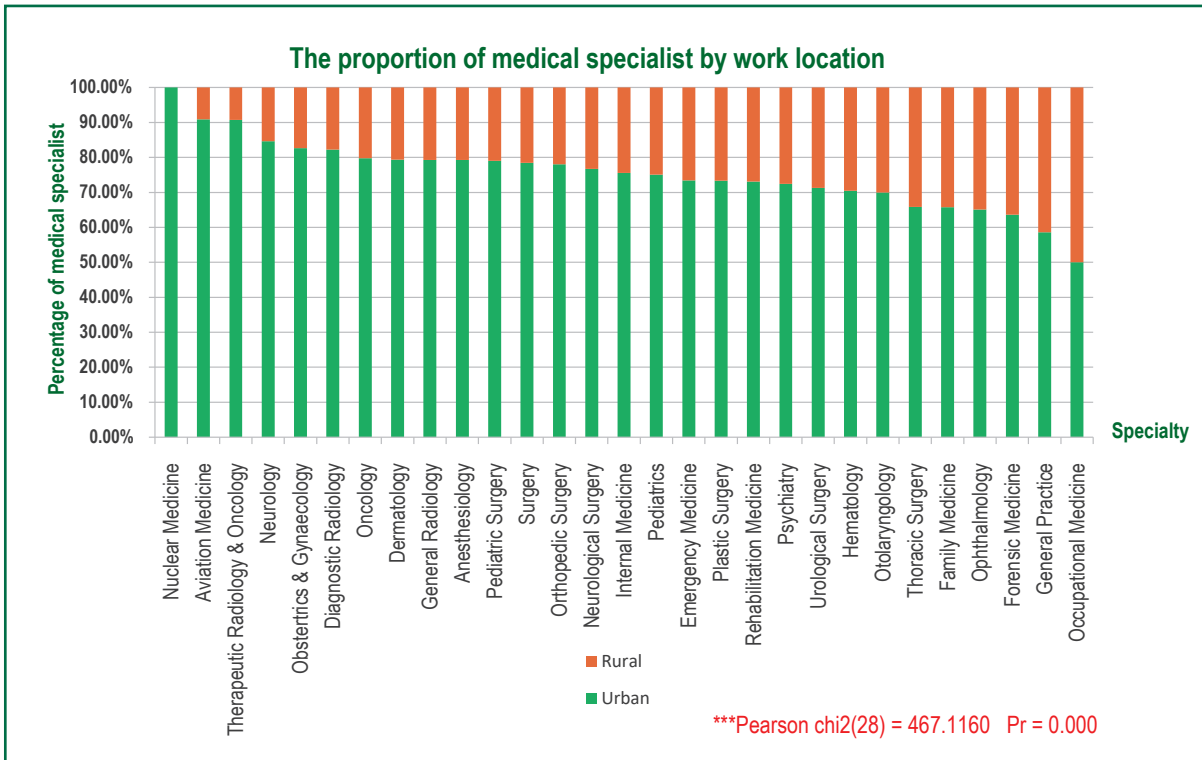 The proportion of medical specialist by work location
Percentage of medical specialist
100.00%
90.00%
80.00%
70.00%
60.00%
50.00%
40.00%
30.00%
20.00%
10.00%
0.00%
Specialty
Nuclear Medicine
Aviation Medicine
Therapeutic Radiology & Oncology
Neurology
Obstertrics & Gynaecology
Diagnostic Radiology
Oncology
Dermatology
General Radiology
Anesthesiology
Pediatric Surgery
Surgery
Orthopedic Surgery
Neurological Surgery
Internal Medicine
Pediatrics
Emergency Medicine
Plastic Surgery
Rehabilitation Medicine
Psychiatry
Urological Surgery
Hematology
Otolaryngology
Thoracic Surgery
Family Medicine
Ophthalmology
Forensic Medicine
General Practice
Occupational Medicine
Rural
Urban
***Pearson chi2(28) = 467.1160 Pr = 0.000